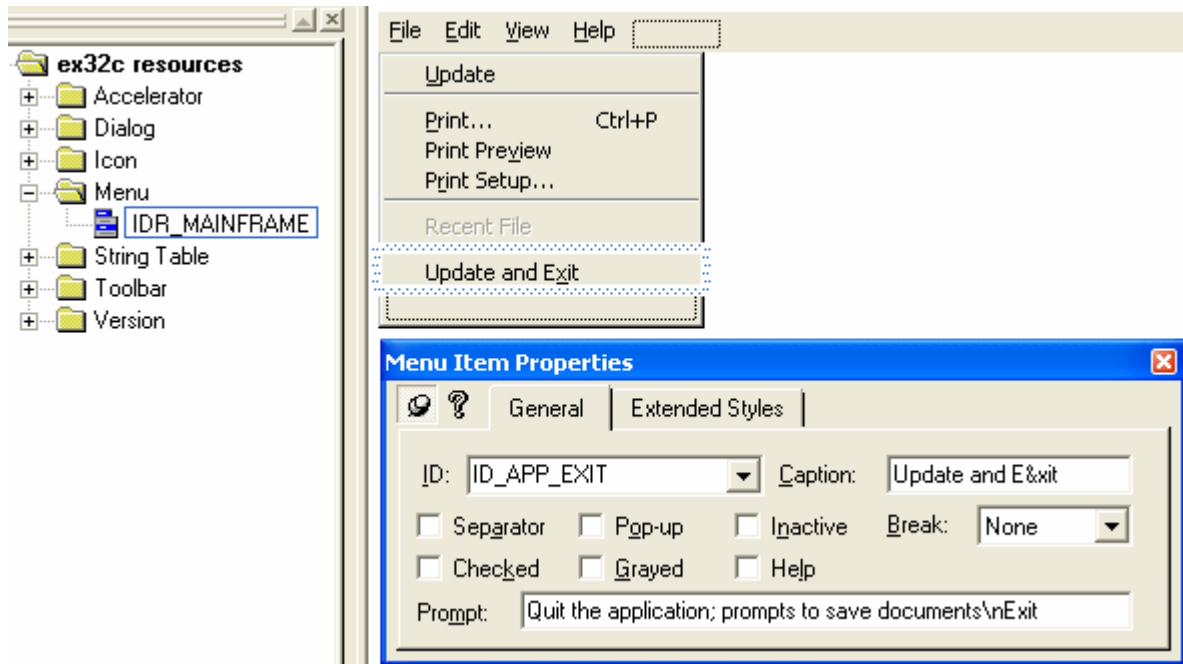 ex32c resources
Accelerator
Dialog
Icon
Menu
IDR_MAINFRAME
String Table
Toolbar
Version
File Edit View Help
Update
Print... Ctrl+P
Print Preview
Print Setup...
Recent File
Update and Exit
Menu Item Properties
General Extended Styles
ID: ID_APP_EXIT Caption: Update and E&xit
Separator Pop-up Inactive Break: None
Checked Grayed Help
Prompt: Quit the application; prompts to save documents\nExit